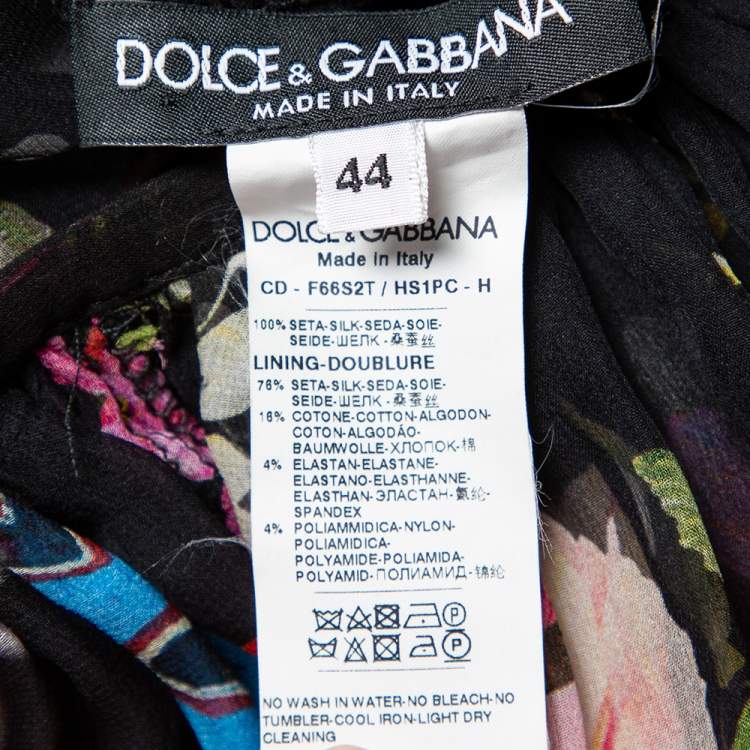 DOLCE & GABBANA
MADE IN ITALY
44
DOLCE & GABBANA
Made in Italy
CD - F66S2T / HS1PC - H
100% SETA-SILK-SEDA-SOIE-
SEIDE-ШЕЛК -桑蚕丝
LINING-DOUBLURE
76% SETA-SILK-SEDA-SOIE-
SEIDE-ШЕЛК -桑蚕丝
16% COTONE-COTTON-ALGODON-
COTON-ALGODÃO-
BAUMWOLLE-ХЛОПОК-棉
4% ELASTAN-ELASTANE-
ELASTANO-ELASTHANNE-
ELASTHAN-ЭЛАСТАН-氨纶-
SPANDEX
4% POLIAMMIDICA-NYLON-
POLIAMIDICA-
POLYAMIDE-POLIAMIDA-
POLYAMID-ПОЛИАМИД-锦纶
P
P
NO WASH IN WATER-NO BLEACH-NO
TUMBLER-COOL IRON-LIGHT DRY
CLEANING